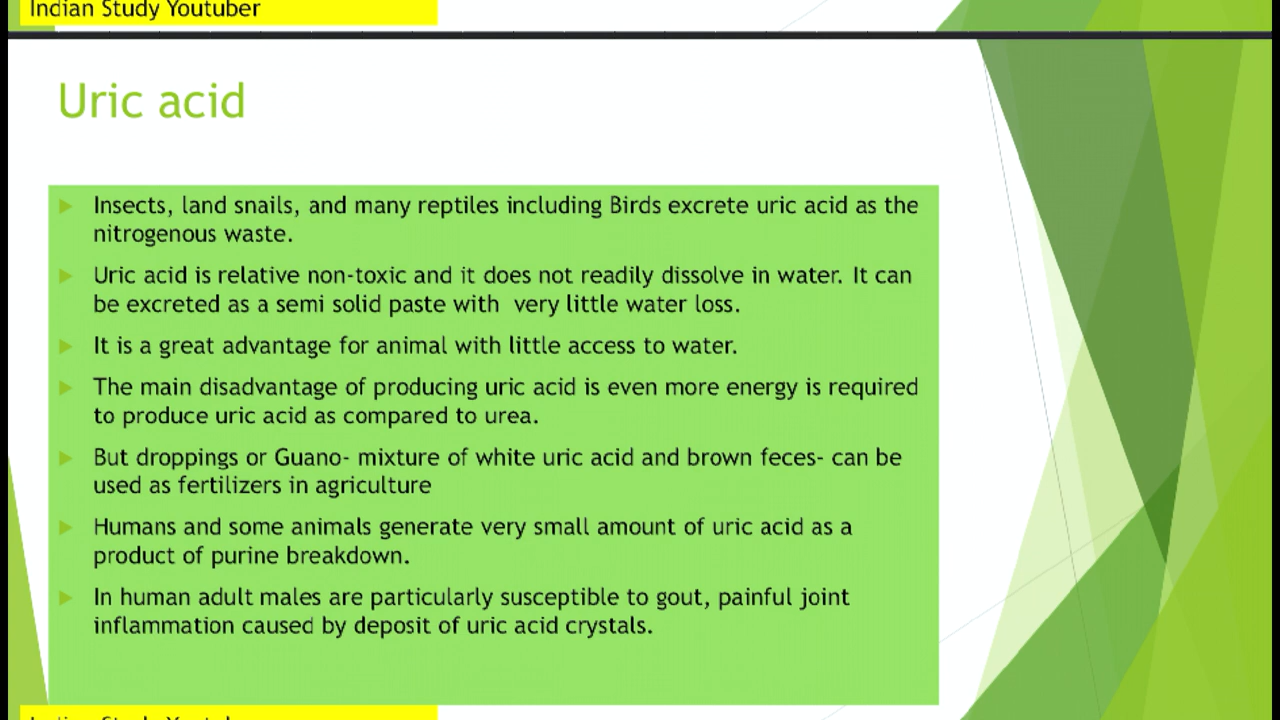 Indian Study Youtuber
Uric acid
Insects, land snails, and many reptiles including Birds excrete uric acid as the
nitrogenous waste.
Uric acid is relative non-toxic and it does not readily dissolve in water. It can
be excreted as a semi solid paste with very little water loss.
It is a great advantage for animal with little access to water.
The main disadvantage of producing uric acid is even more energy is required
to produce uric acid as compared to urea.
But droppings or Guano- mixture of white uric acid and brown feces- can be
used as fertilizers in agriculture
Humans and some animals generate very small amount of uric acid as a
product of purine breakdown.
In human adult males are particularly susceptible to gout, painful joint
inflammation caused by deposit of uric acid crystals.